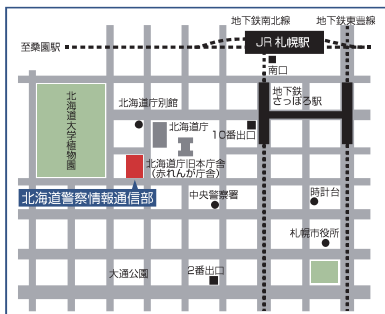 地下鉄南北線
地下鉄東豊線
至桑園駅
JR 札幌駅
南口
地下鉄
さっぽろ駅
北海道大学植物園
北海道庁別館
北海道庁
10番出口
北海道庁旧本庁舎
(赤れんが庁舎)
北海道警察情報通信部
中央警察署
時計台
札幌市役所
大通公園
2番出口